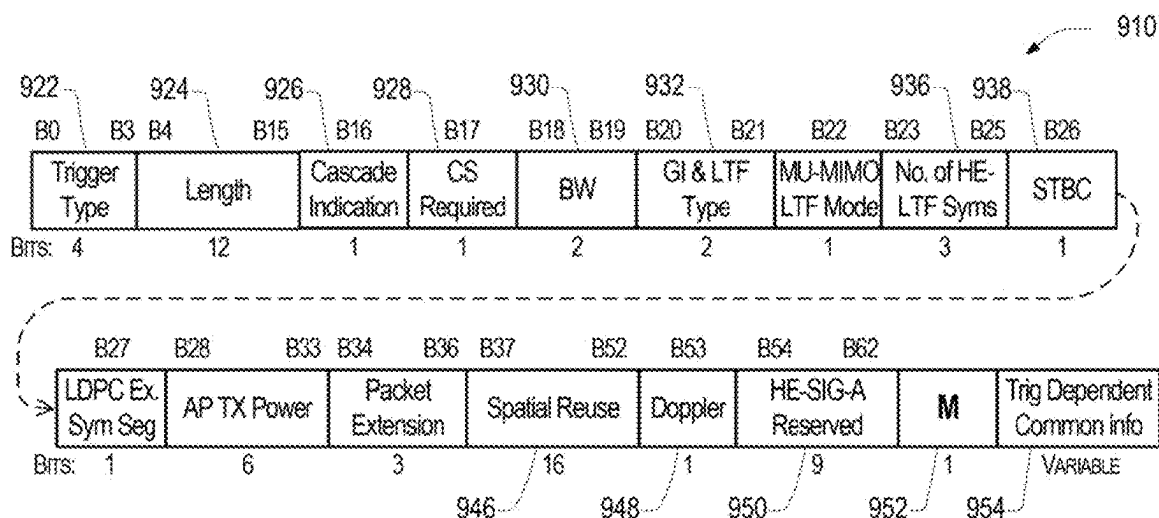 910
922 924 926 928 930 932 936 938
B0 B3 B4 B15 B16 B17 B18 B19 B20 B21 B22 B23 B25 B26
Trigger Type Length Cascade Indication CS Required BW GI & LTF Type MU-MIMO LTF Mode No. of HE-LTF Syms STBC
BITS: 4 12 1 1 2 2 1 3 1
B27 B28 B33 B34 B36 B37 B52 B53 B54 B62
LDPC Ex. Sym Seg AP TX Power Packet Extension Spatial Reuse Doppler HE-SIG-A Reserved M Trig Dependent Common info
BITS: 1 6 3 16 1 9 1 VARIABLE
946 948 950 952 954